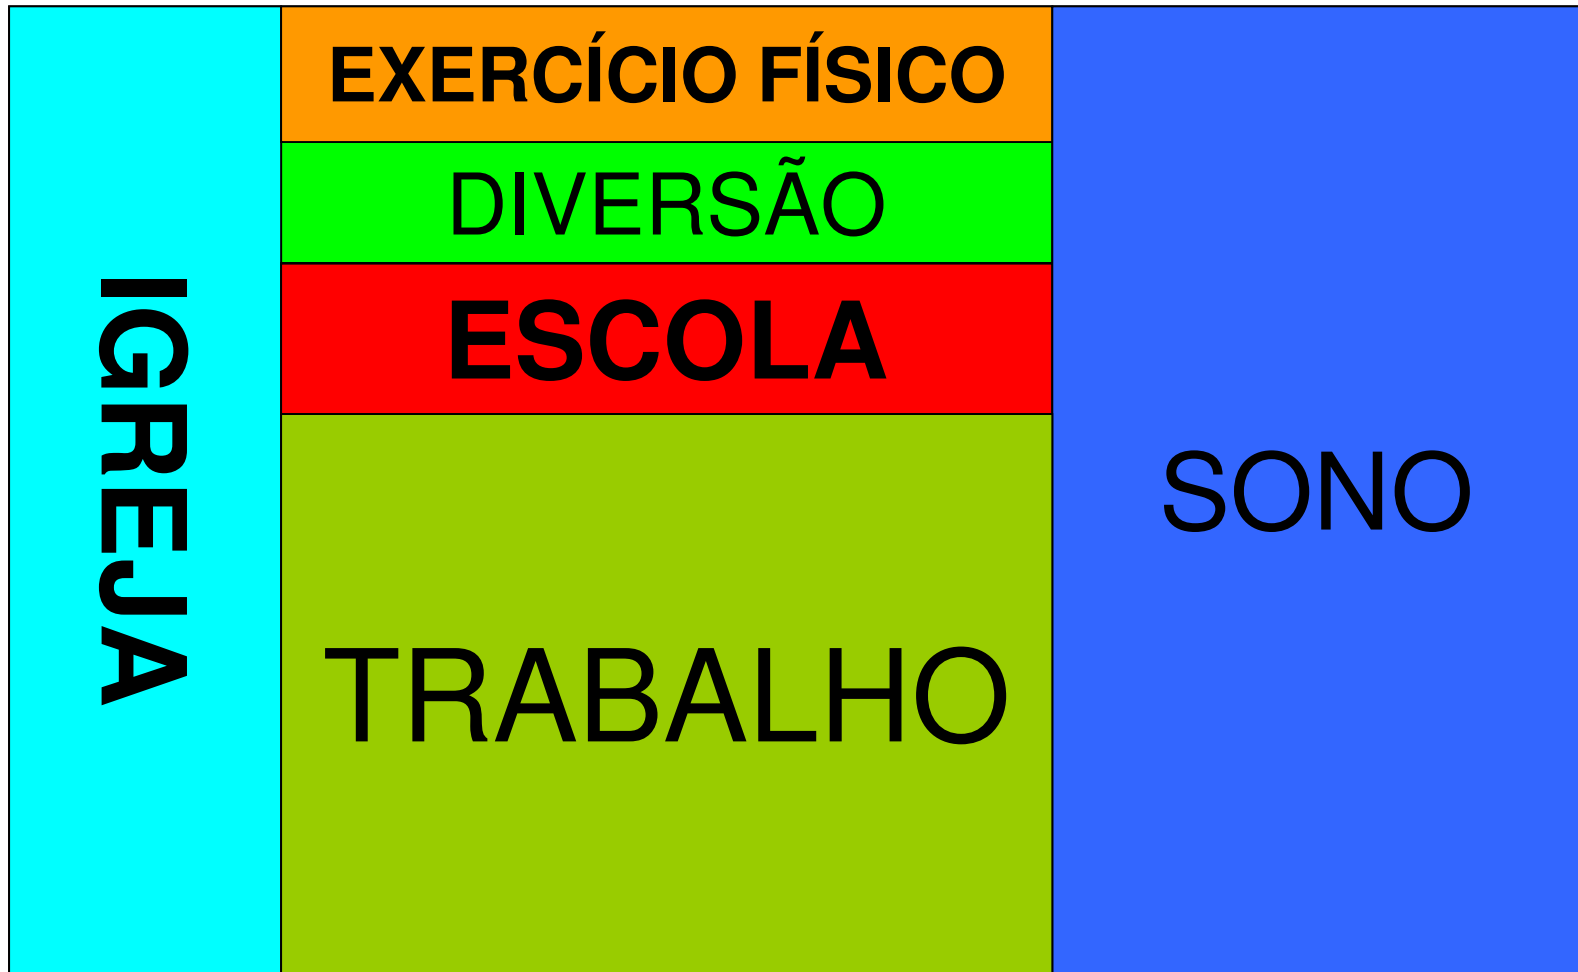 IGREJA
EXERCÍCIO FÍSICO
DIVERSÃO
ESCOLA
TRABALHO
SONO